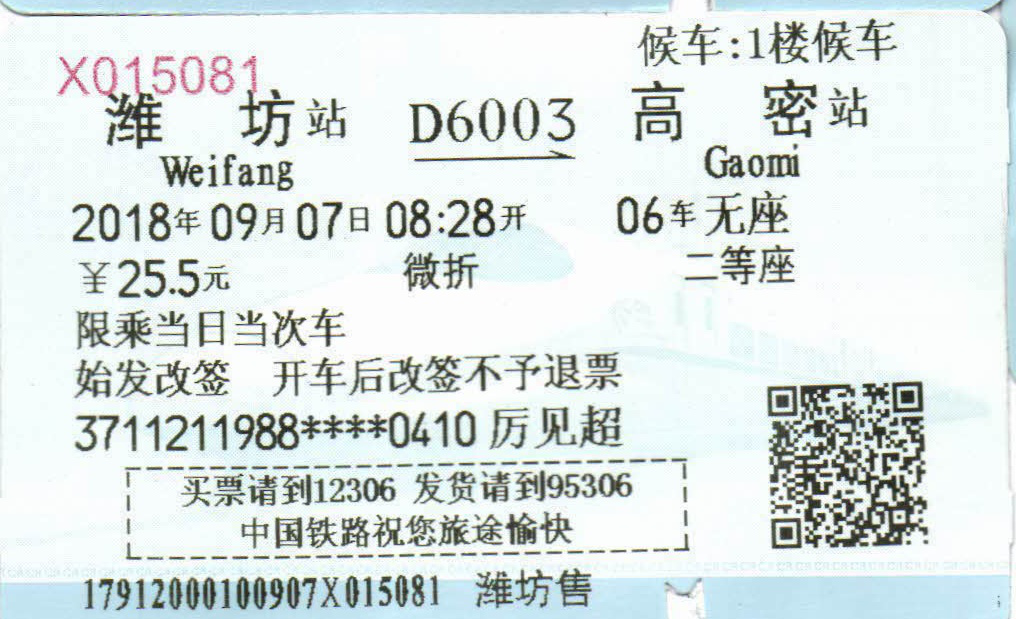 候车:1楼候车
X015081
潍坊站 D6003 高密站
Weifang Gaomi
2018年09月07日08:28开 06车无座
¥25.5元 微折 二等座
限乘当日当次车
始发改签 开车后改签不予退票
3711211988****0410 厉见超
买票请到12306 发货请到95306
中国铁路祝您旅途愉快
17912000100907X015081 潍坊售